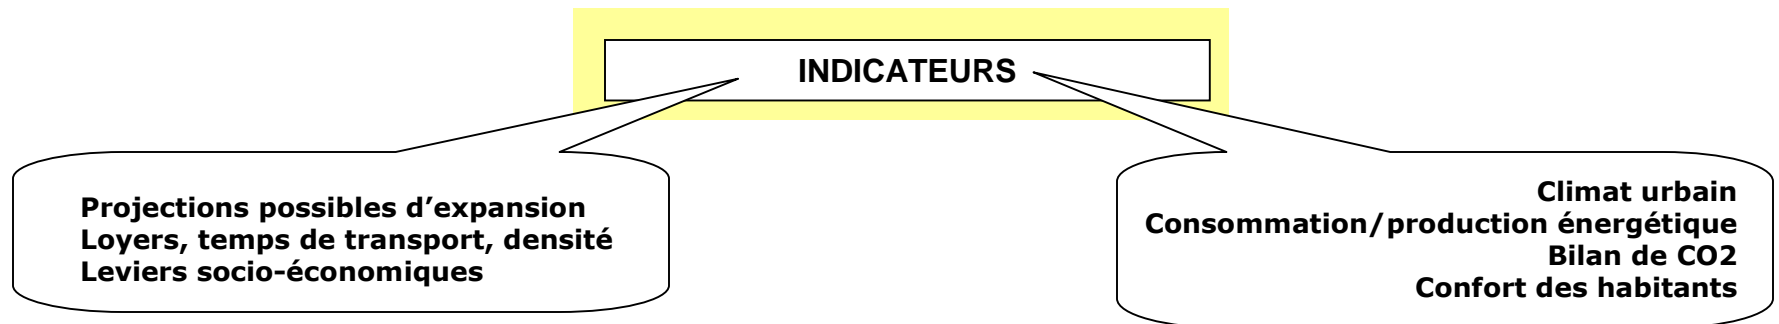 INDICATEURS
Projections possibles d’expansion
Loyers, temps de transport, densité
Leviers socio-économiques
Climat urbain
Consommation/production énergétique
Bilan de CO2
Confort des habitants